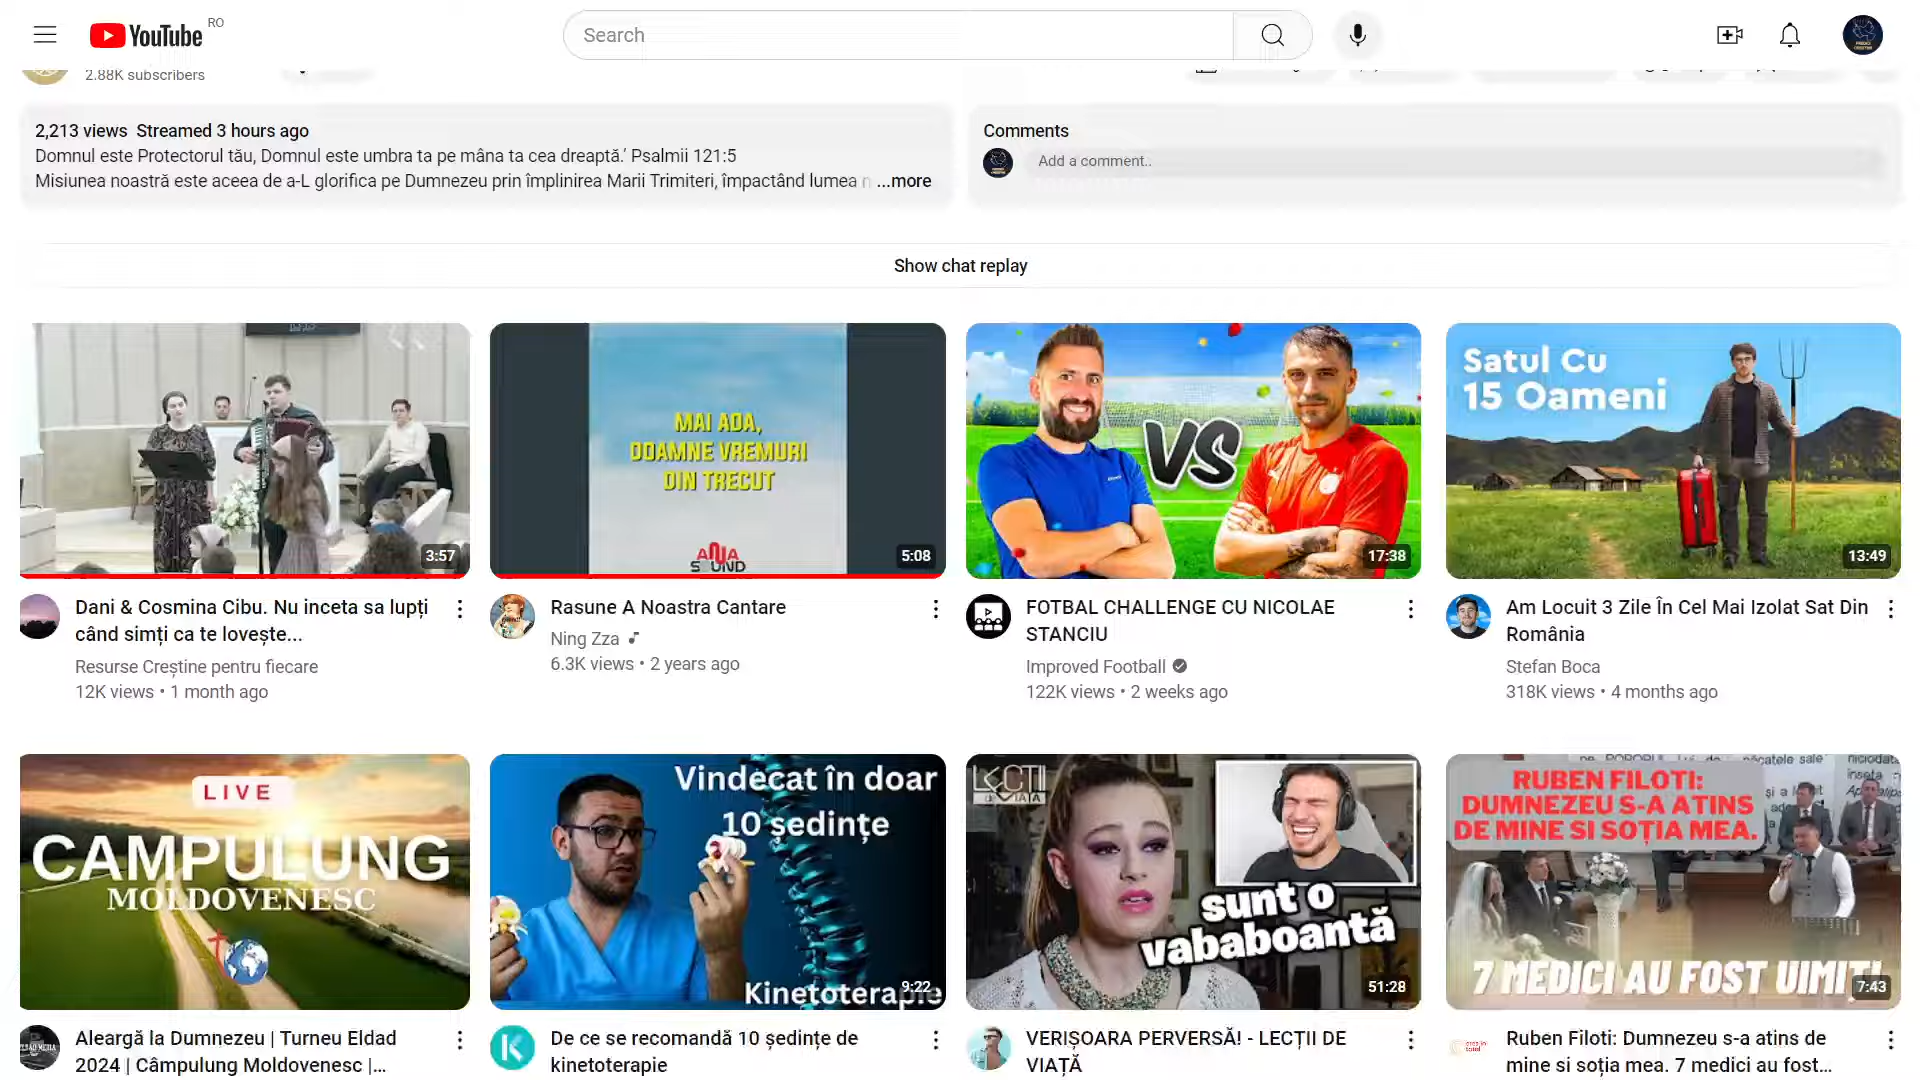 YouTube RO
Search
2.88K subscribers
2,213 views Streamed 3 hours ago
Domnul este Protectorul tău, Domnul este umbra ta pe mâna ta cea dreaptă.' Psalmii 121:5
Misiunea noastră este aceea de a-L glorifica pe Dumnezeu prin împlinirea Marii Trimiteri, împactând lumea n ...more
Comments
Add a comment..
Show chat replay
3:57
MAI ADA,
DOAMNE VREMURI
DIN TRECUT
ANA
SOUND
5:08
VS
17:38
Satul Cu
15 Oameni
13:49
Dani & Cosmina Cibu. Nu inceta sa lupți
când simți ca te lovește...
Resurse Creștine pentru fiecare
12K views • 1 month ago
Rasune A Noastra Cantare
Ning Zza
6.3K views • 2 years ago
FOTBAL CHALLENGE CU NICOLAE
STANCIU
Improved Football
122K views • 2 weeks ago
Am Locuit 3 Zile În Cel Mai Izolat Sat Din
România
Stefan Boca
318K views • 4 months ago
LIVE
CAMPULUNG
MOLDOVENESC
Vindecat în doar
10 ședințe
Kinetoterapie
9:22
LECȚII
de VIAȚĂ
sunt o
vababoantă
51:28
RUBEN FILOTI:
DUMNEZEU S-A ATINS
DE MINE SI SOȚIA MEA.
7 MEDICI AU FOST UIMIȚI
7:43
Aleargă la Dumnezeu | Turneu Eldad
2024 | Câmpulung Moldovenesc |...
De ce se recomandă 10 ședințe de
kinetoterapie
VERIȘOARA PERVERSĂ! - LECȚII DE
VIAȚĂ
Ruben Filoti: Dumnezeu s-a atins de
mine si soția mea. 7 medici au fost...